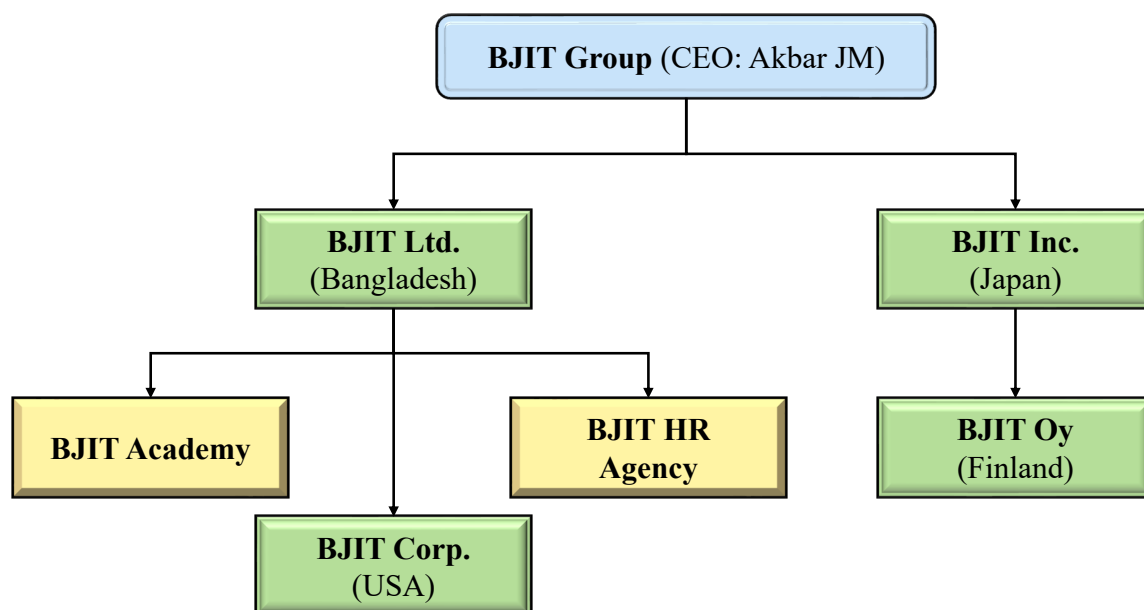 BJIT Group (CEO: Akbar JM)
BJIT Ltd.
(Bangladesh)
BJIT Inc.
(Japan)
BJIT Academy
BJIT HR
Agency
BJIT Oy
(Finland)
BJIT Corp.
(USA)